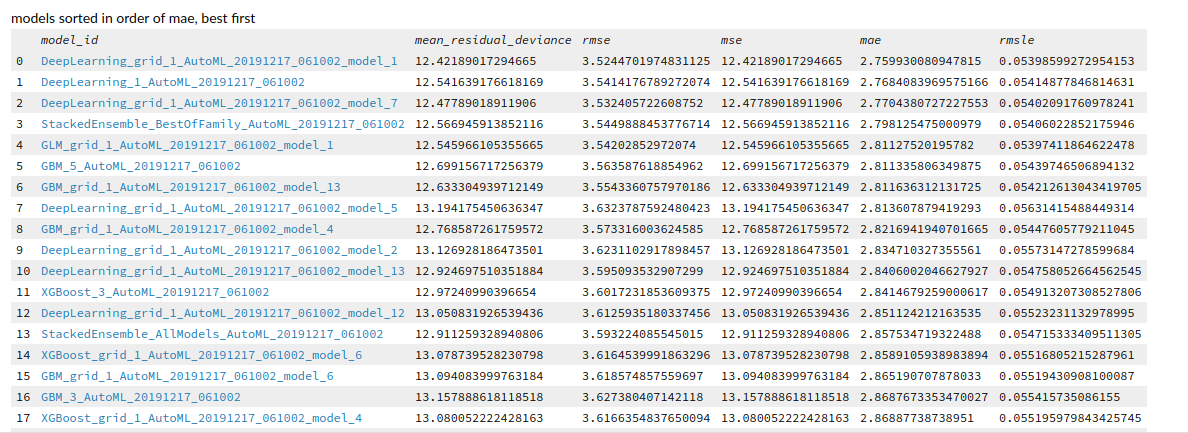 models sorted in order of mae, best first
model_id mean_residual_deviance rmse mse mae rmsle
0 DeepLearning_grid_1_AutoML_20191217_061002_model_1 12.42189017294665 3.5244701974831125 12.42189017294665 2.759930080947815 0.05398599272954153
1 DeepLearning_1_AutoML_20191217_061002 12.541639176618169 3.5414176789272074 12.541639176618169 2.7684083969575166 0.05414877846814631
2 DeepLearning_grid_1_AutoML_20191217_061002_model_7 12.47789018911906 3.532405722608752 12.47789018911906 2.7704380727227553 0.05402091760978241
3 StackedEnsemble_BestOfFamily_AutoML_20191217_061002 12.566945913852116 3.5449888453776714 12.566945913852116 2.798125475000979 0.05406022852175946
4 GLM_grid_1_AutoML_20191217_061002_model_1 12.545966105355665 3.54202852972074 12.545966105355665 2.81127520195782 0.05397411864622478
5 GBM_5_AutoML_20191217_061002 12.699156717256379 3.563587618854962 12.699156717256379 2.811335806349875 0.05439746506894132
6 GBM_grid_1_AutoML_20191217_061002_model_13 12.633304939712149 3.5543360757970186 12.633304939712149 2.811636312131725 0.054212613043419705
7 DeepLearning_grid_1_AutoML_20191217_061002_model_5 13.194175450636347 3.6323787592480423 13.194175450636347 2.813607879419293 0.05631415488449314
8 GBM_grid_1_AutoML_20191217_061002_model_4 12.768587261759572 3.573316003624585 12.768587261759572 2.8216941940701665 0.05447605779211045
9 DeepLearning_grid_1_AutoML_20191217_061002_model_2 13.126928186473501 3.6231102917898457 13.126928186473501 2.834710327355561 0.05573147278599684
10 DeepLearning_grid_1_AutoML_20191217_061002_model_13 12.924697510351884 3.595093532907299 12.924697510351884 2.8406002046627927 0.054758052664562545
11 XGBoost_3_AutoML_20191217_061002 12.97240990396654 3.6017231853609375 12.97240990396654 2.8414679259000617 0.054913207308527806
12 DeepLearning_grid_1_AutoML_20191217_061002_model_12 13.050831926539436 3.6125935180337456 13.050831926539436 2.851124212163535 0.05523231132978995
13 StackedEnsemble_AllModels_AutoML_20191217_061002 12.911259328940806 3.593224085545015 12.911259328940806 2.857534719322488 0.054715333409511305
14 XGBoost_grid_1_AutoML_20191217_061002_model_6 13.078739528230798 3.6164539991863296 13.078739528230798 2.8589105938983894 0.05516805215287961
15 GBM_grid_1_AutoML_20191217_061002_model_6 13.094083999763184 3.618574857559697 13.094083999763184 2.865190707878033 0.05519430908100087
16 GBM_3_AutoML_20191217_061002 13.157888618118518 3.627380407142118 13.157888618118518 2.8687673353470027 0.055415735086155
17 XGBoost_grid_1_AutoML_20191217_061002_model_4 13.080052222428163 3.6166354837650094 13.080052222428163 2.86887738738951 0.055195979843425745